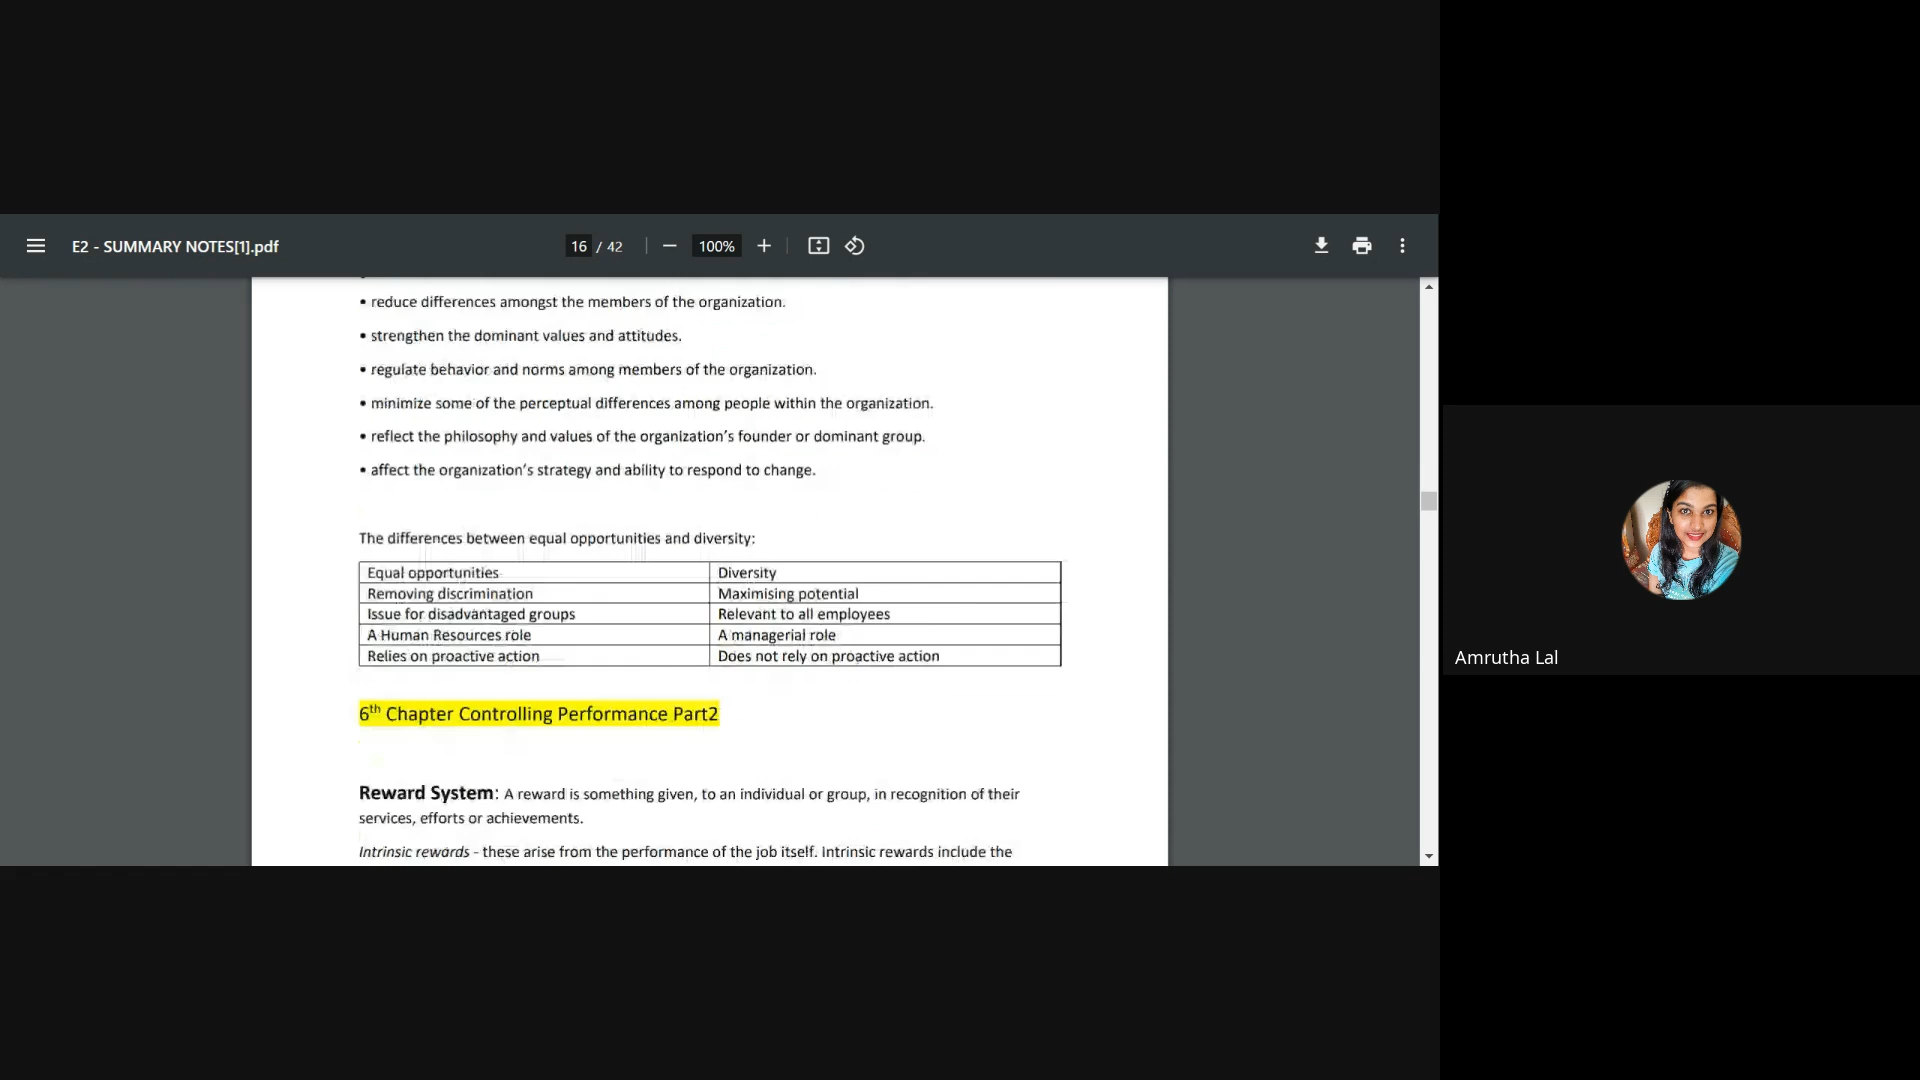 E2 - SUMMARY NOTES[1].pdf
16 / 42
100%
• reduce differences amongst the members of the organization.
• strengthen the dominant values and attitudes.
• regulate behavior and norms among members of the organization.
• minimize some of the perceptual differences among people within the organization.
• reflect the philosophy and values of the organization's founder or dominant group.
• affect the organization's strategy and ability to respond to change.
The differences between equal opportunities and diversity:
Equal opportunities Diversity
Removing discrimination Maximising potential
Issue for disadvantaged groups Relevant to all employees
A Human Resources role A managerial role
Relies on proactive action Does not rely on proactive action
6th Chapter Controlling Performance Part2
Reward System: A reward is something given, to an individual or group, in recognition of their
services, efforts or achievements.
Intrinsic rewards - these arise from the performance of the job itself. Intrinsic rewards include the
Amrutha Lal